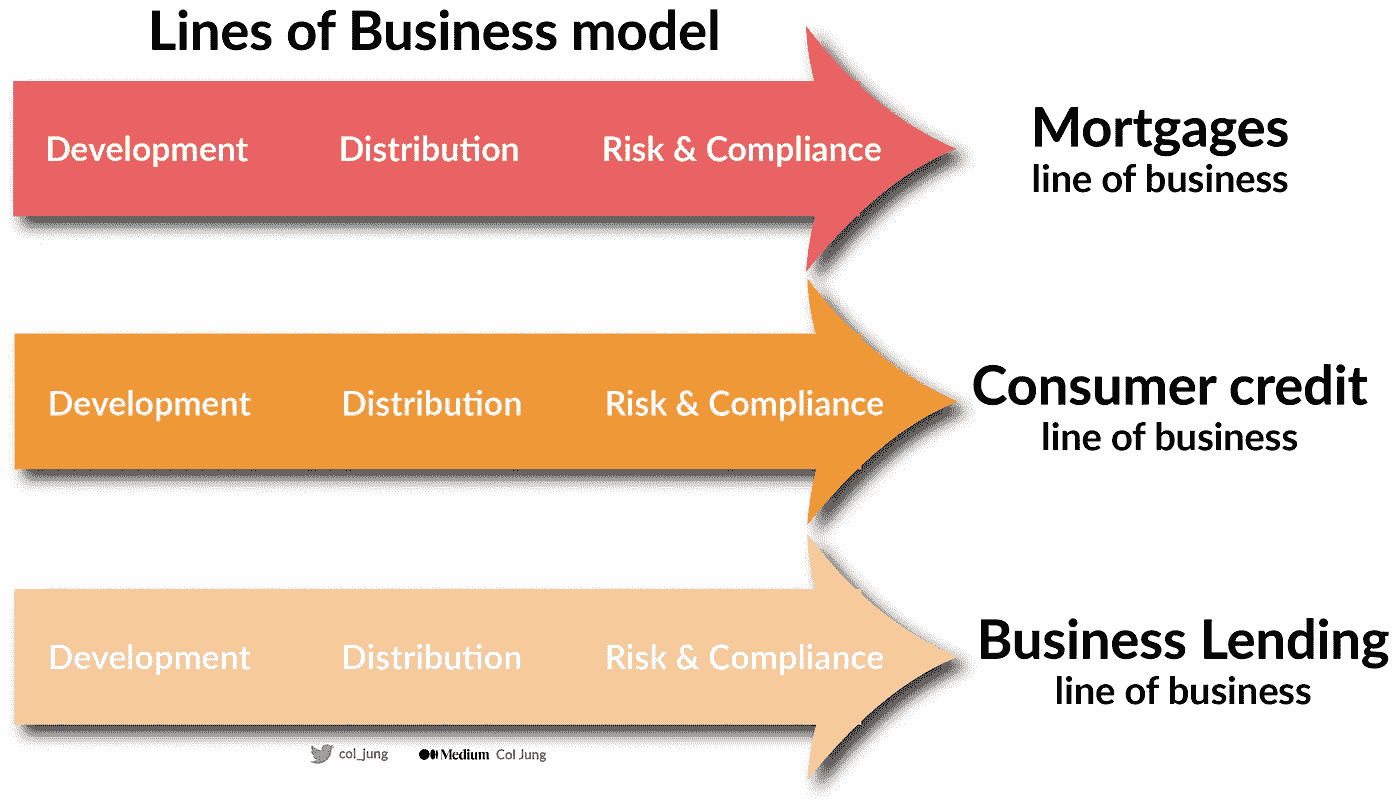 Lines of Business model
Development Distribution Risk & Compliance
Mortgages
line of business
Development Distribution Risk & Compliance
Consumer credit
line of business
Development Distribution Risk & Compliance
Business Lending
line of business
col_jung Medium Col Jung